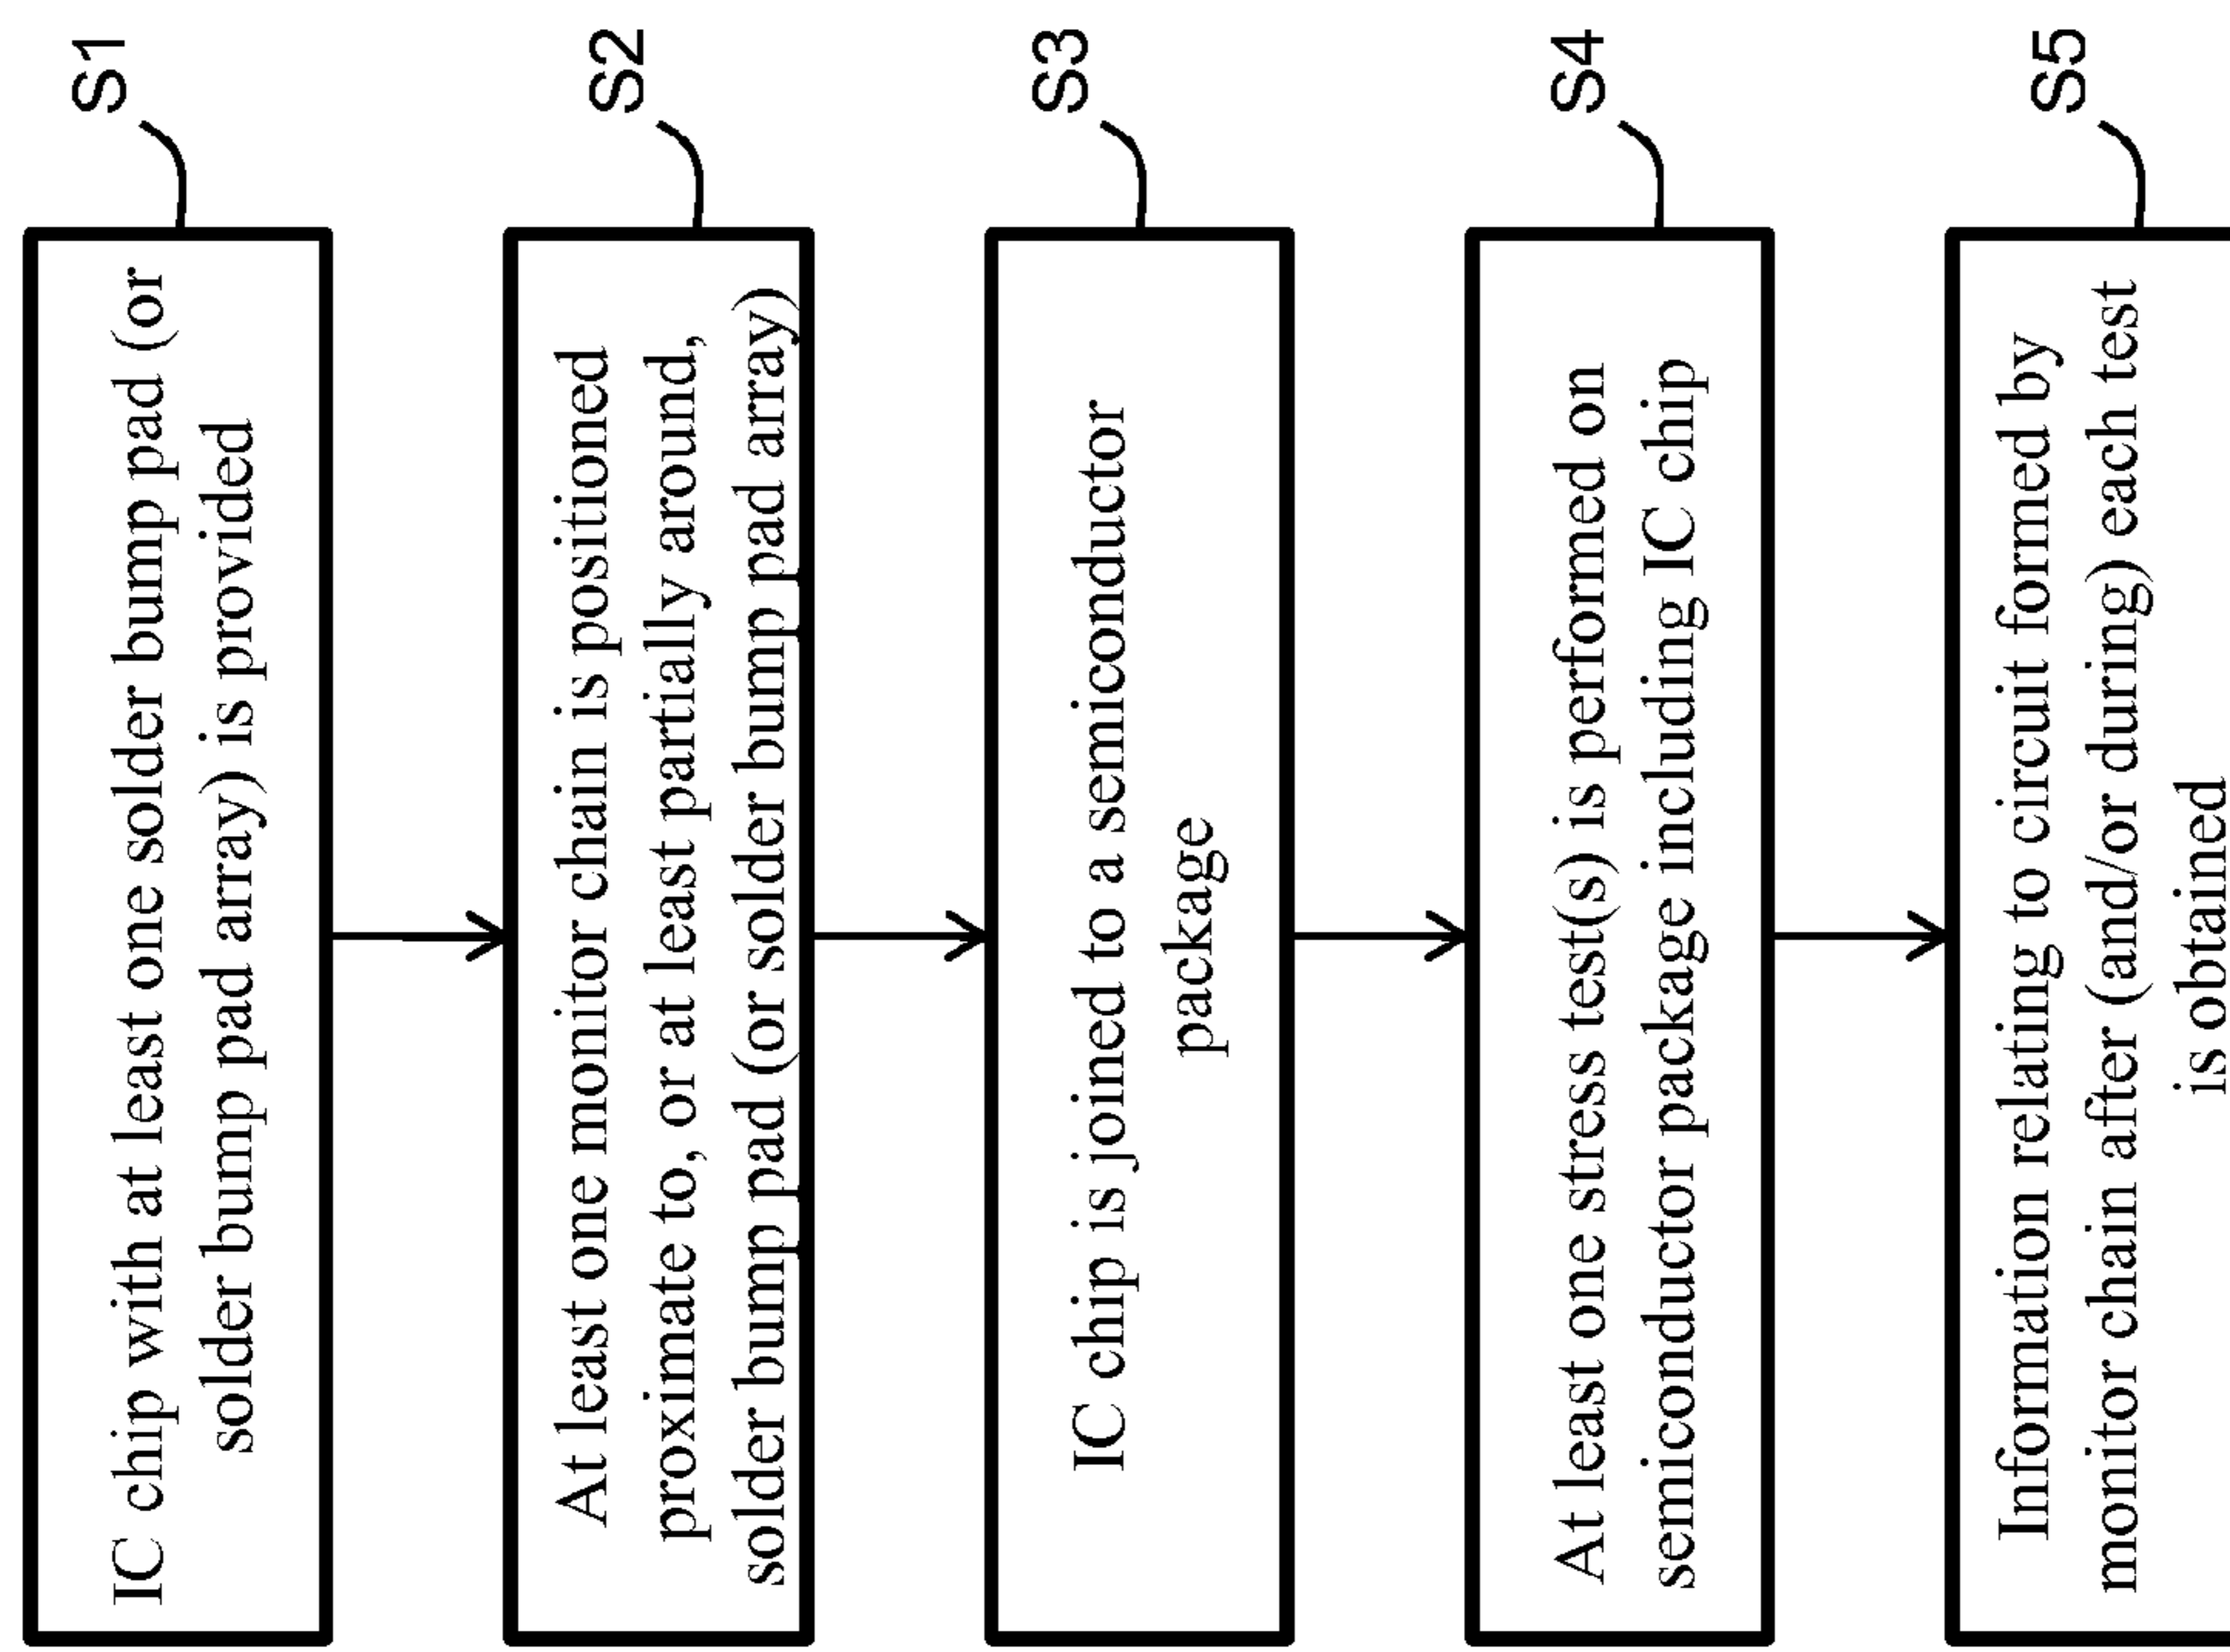 S1
IC chip with at least one solder bump pad (or
solder bump pad array) is provided
S2
At least one monitor chain is positioned
proximate to, or at least partially around,
solder bump pad (or solder bump pad array)
S3
IC chip is joined to a semiconductor
package
S4
At least one stress test(s) is performed on
semiconductor package including IC chip
S5
Information relating to circuit formed by
monitor chain after (and/or during) each test
is obtained